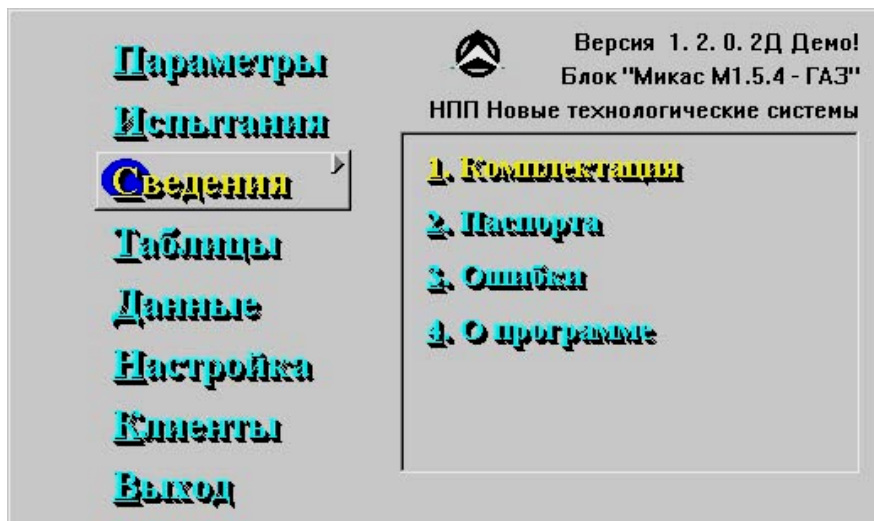 Параметры
Испытания
Сведения
Таблицы
Данные
Настройка
Клиенты
Выход
Версия 1.2.0.2Д Демо!
Блок "Микас М1.5.4 - ГАЗ"
НПП Новые технологические системы
1. Комплектация
2. Паспорта
3. Ошибки
4. О программе